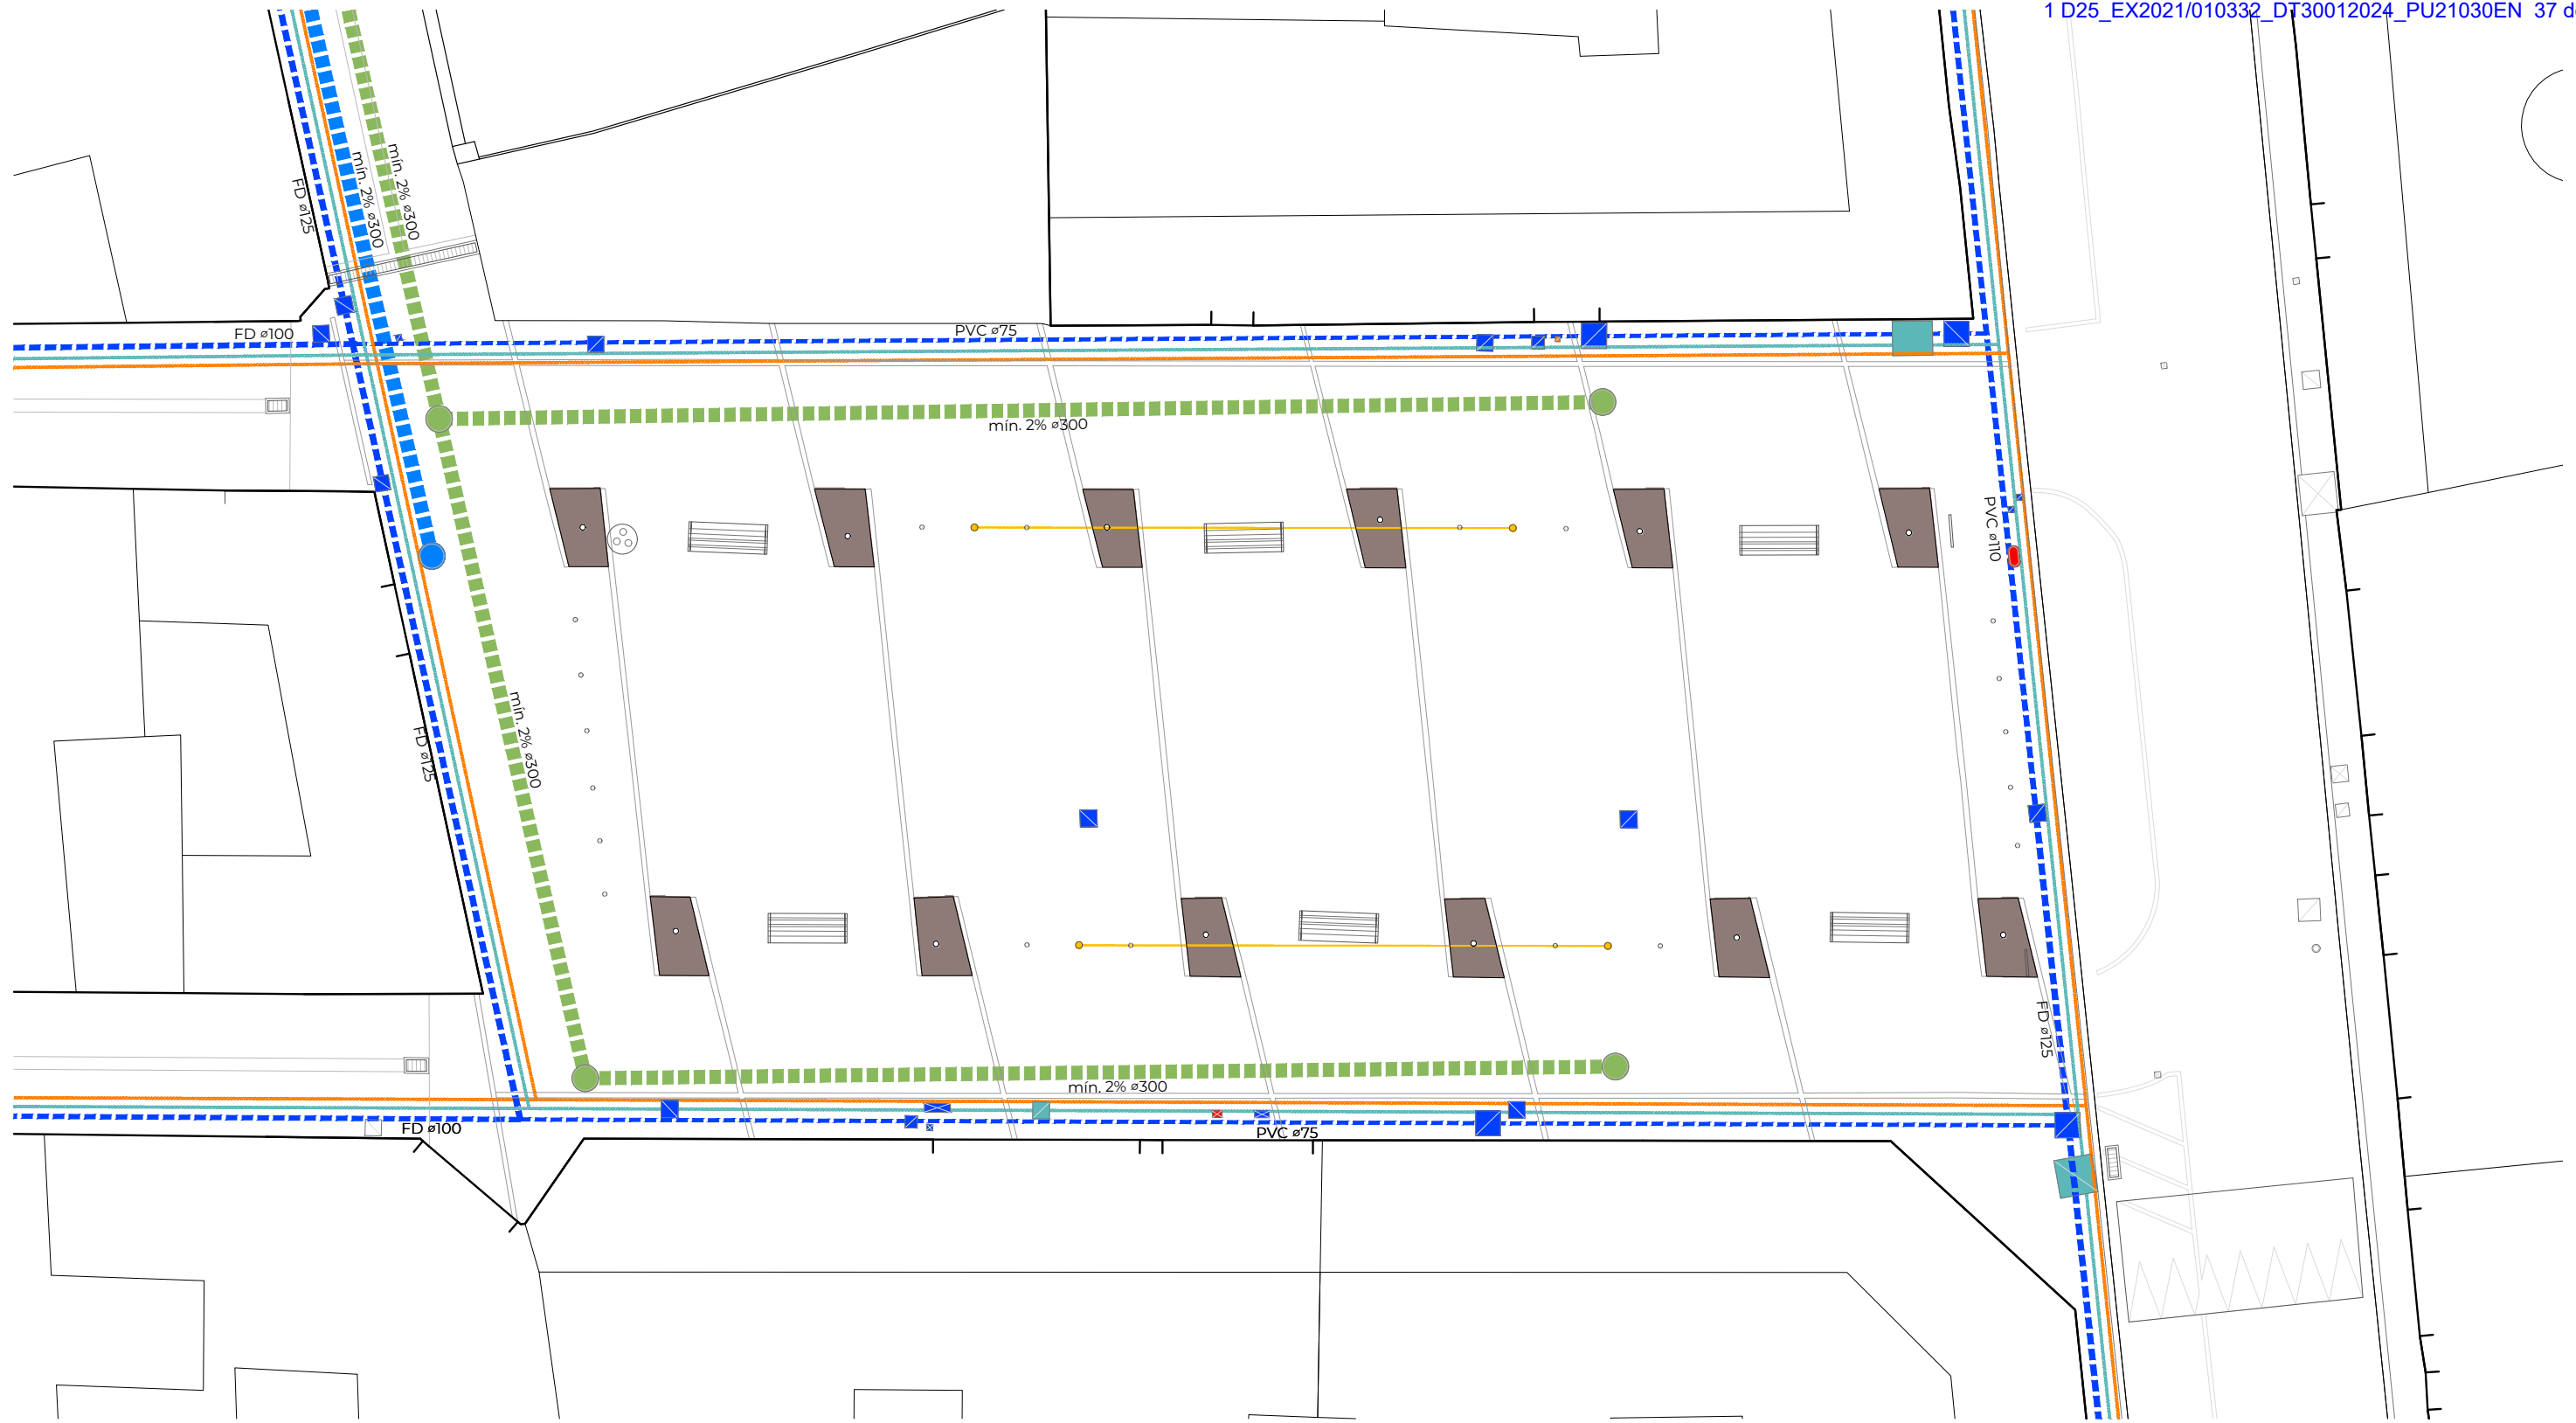 1 D25_EX2021/010332_DT30012024_PU21030EN 37 d
mín. 2% ø300
mín. 2% ø300
FD ø125
FD ø100
PVC ø75
mín. 2% ø300
PVC ø110
mín. 2% ø300
FD ø125
FD ø125
mín. 2% ø300
FD ø100
PVC ø75